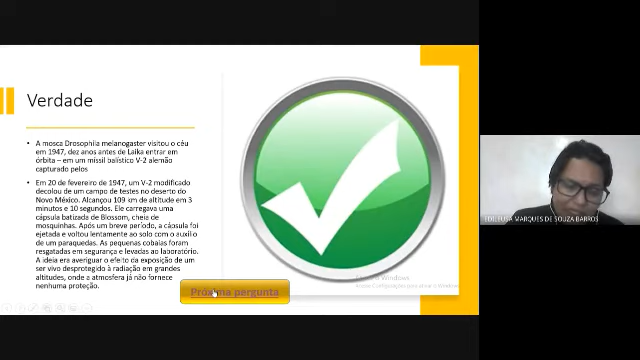 Verdade
• A mosca Drosophila melanogaster visitou o céu
em 1947, dez anos antes de Laika entrar em
órbita – em um míssil balístico V-2 alemão
capturado pelos
• Em 20 de fevereiro de 1947, um V-2 modificado
decolou de um campo de testes no deserto do
Novo México. Alcançou 109 km de altitude em 3
minutos e 10 segundos. Ele carregava uma
cápsula batizada de Blossom, cheia de
mosquinhas. Após um breve período, a cápsula foi
ejetada e voltou lentamente ao solo com o auxílio
de um paraquedas. As pequenas cobaias foram
resgatadas em segurança e levadas ao laboratório.
A ideia era averiguar o efeito da exposição de um
ser vivo desprotegido à radiação em grandes
altitudes, onde a atmosfera já não fornece
nenhuma proteção.
Próxima pergunta
Windows
EDILEUSA MARQUES DE SOUZA BARROS